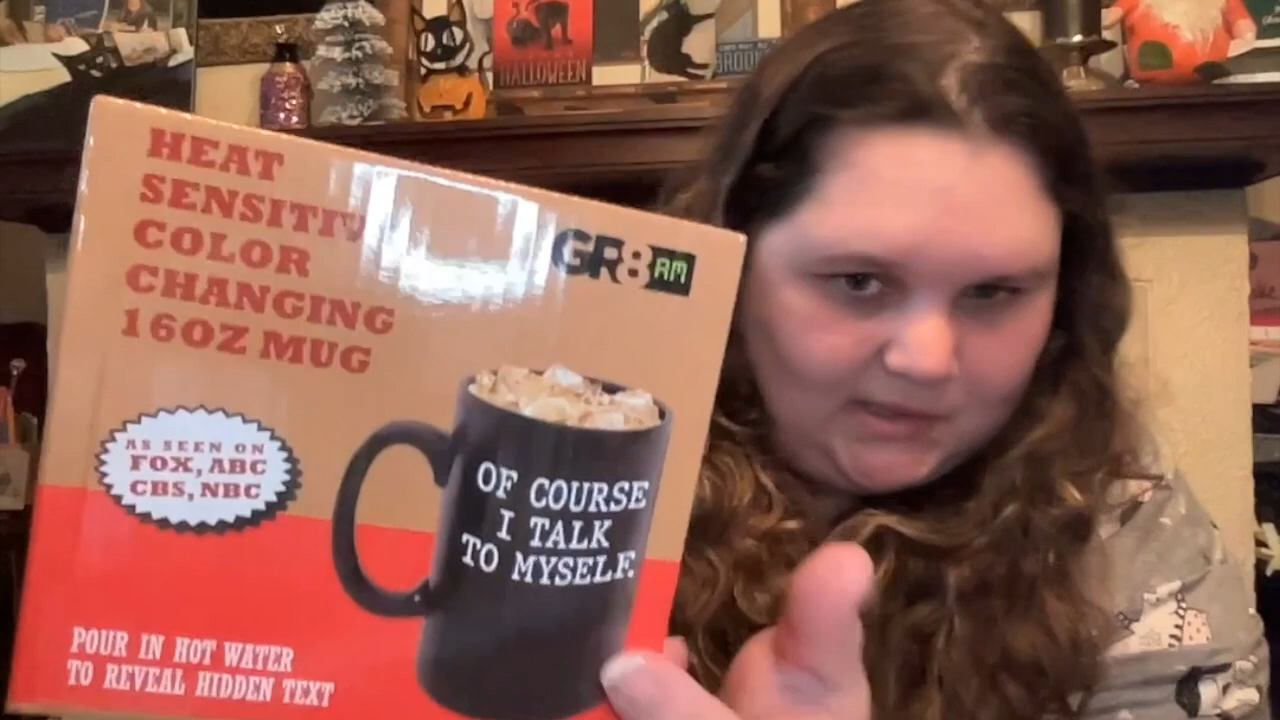 HALLOWEEN
HEAT
SENSITIV
COLOR
CHANGING
16OZ MUG
GR8AM
AS SEEN ON
FOX, ABC
CBS, NBC
OF COURSE
I TALK
TO MYSELF.
POUR IN HOT WATER
TO REVEAL HIDDEN TEXT